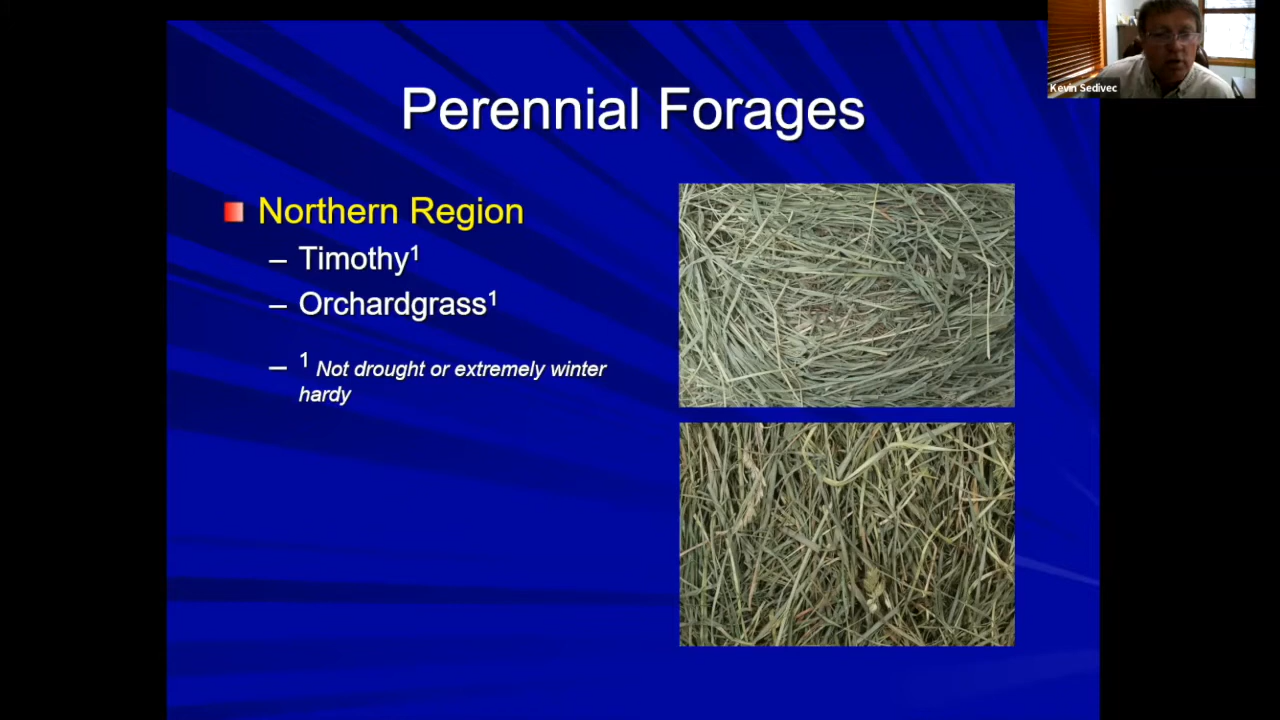 Kevin Sedivec
Perennial Forages
Northern Region
– Timothy¹
– Orchardgrass¹
– ¹ Not drought or extremely winter
hardy